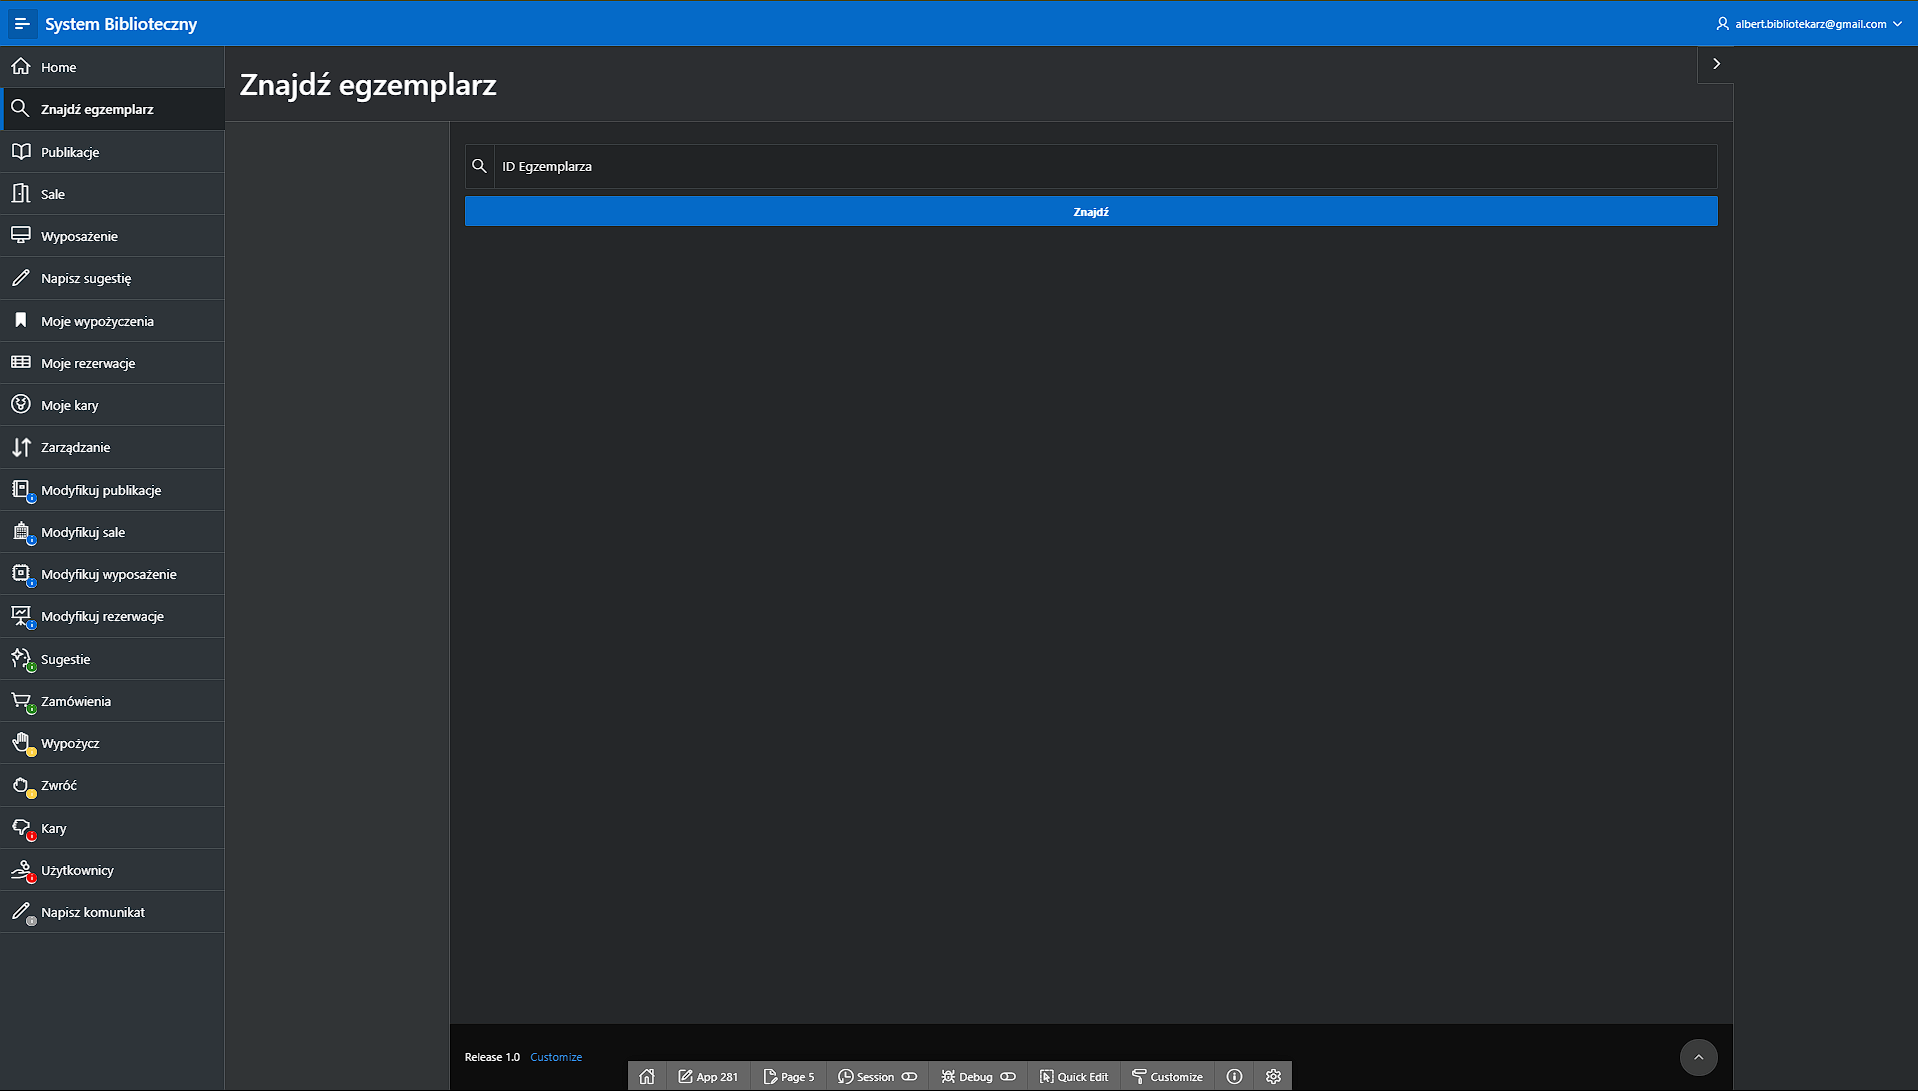 System Biblioteczny
albert.bibliotekarz@gmail.com
Home
Znajdź egzemplarz
Publikacje
Sale
Wyposażenie
Napisz sugestię
Moje wypożyczenia
Moje rezerwacje
Moje kary
Zarządzanie
Modyfikuj publikacje
Modyfikuj sale
Modyfikuj wyposażenie
Modyfikuj rezerwacje
Sugestie
Zamówienia
Wypożycz
Zwróć
Kary
Użytkownicy
Napisz komunikat
Znajdź egzemplarz
ID Egzemplarza
Znajdź
Release 1.0 Customize
App 281 Page 5 Session Debug Quick Edit Customize